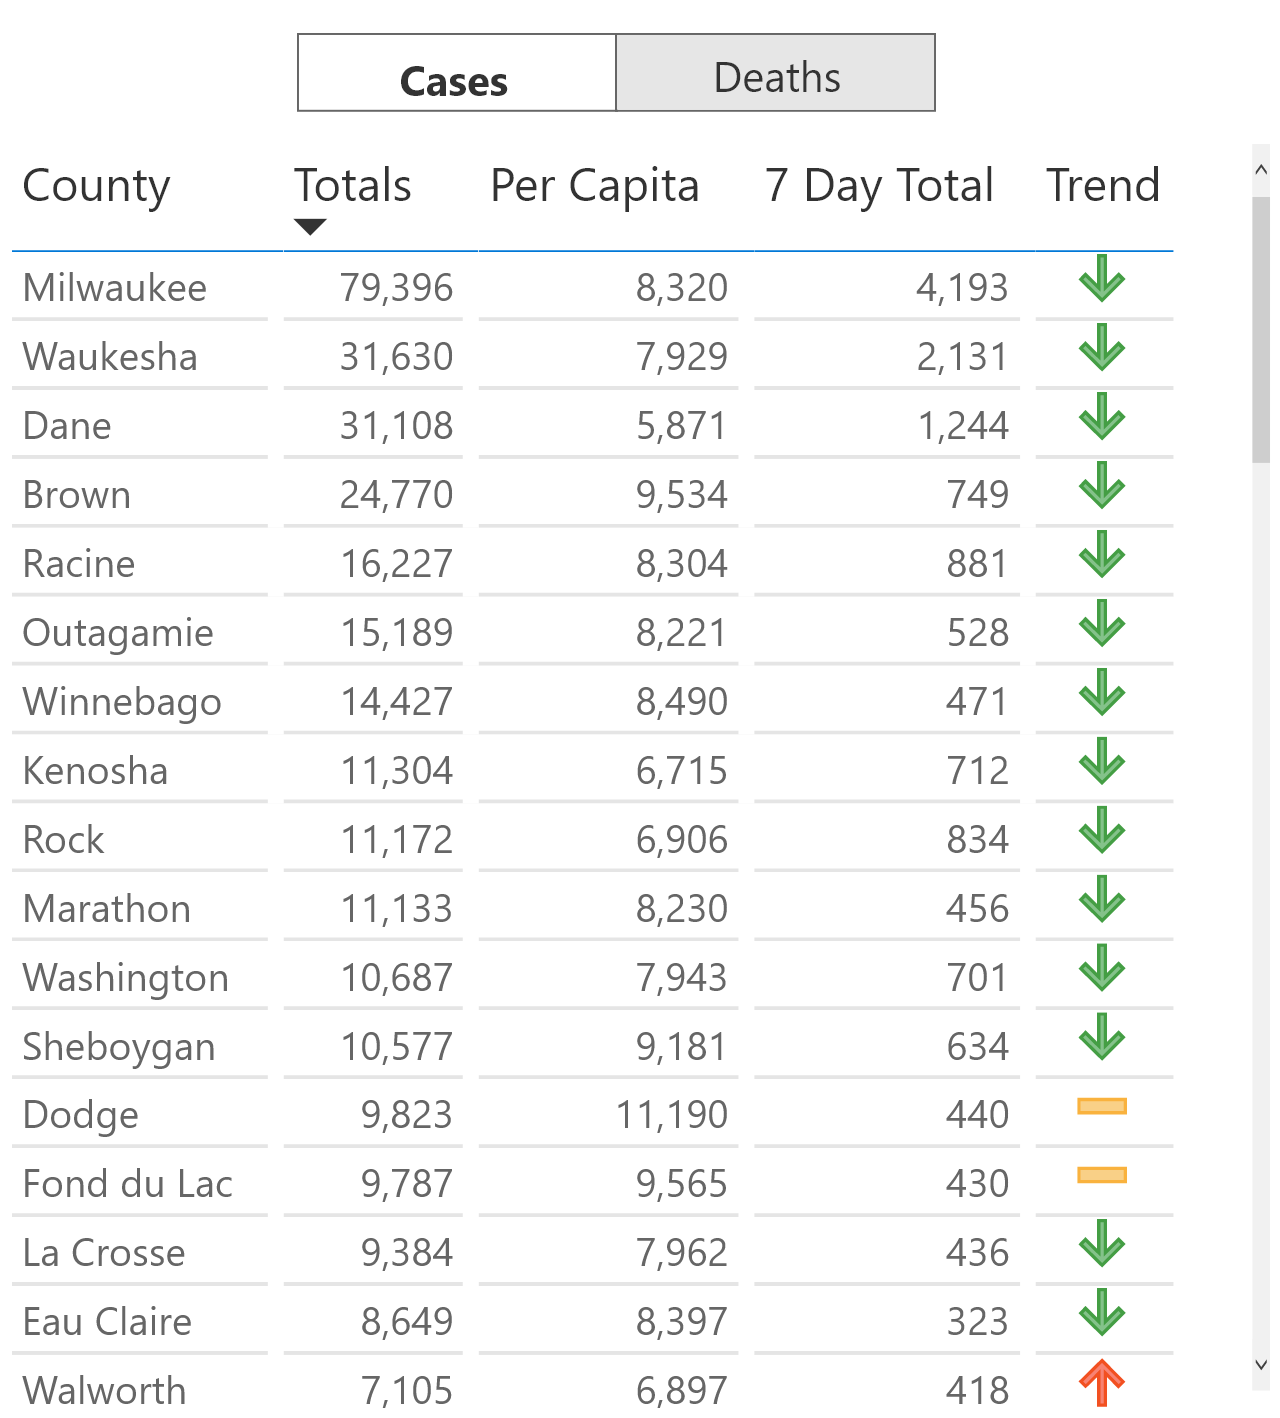 Cases Deaths
County Totals Per Capita 7 Day Total Trend
Milwaukee 79,396 8,320 4,193
Waukesha 31,630 7,929 2,131
Dane 31,108 5,871 1,244
Brown 24,770 9,534 749
Racine 16,227 8,304 881
Outagamie 15,189 8,221 528
Winnebago 14,427 8,490 471
Kenosha 11,304 6,715 712
Rock 11,172 6,906 834
Marathon 11,133 8,230 456
Washington 10,687 7,943 701
Sheboygan 10,577 9,181 634
Dodge 9,823 11,190 440
Fond du Lac 9,787 9,565 430
La Crosse 9,384 7,962 436
Eau Claire 8,649 8,397 323
Walworth 7,105 6,897 418